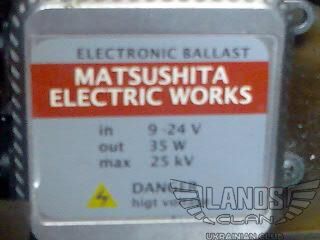 ELECTRONIC BALLAST
MATSUSHITA
ELECTRIC WORKS
in 9-24 V
out 35 W
max 25 kV
DANGER
higt voltage
LANOS
CLAN
UKRAINIAN CLUB